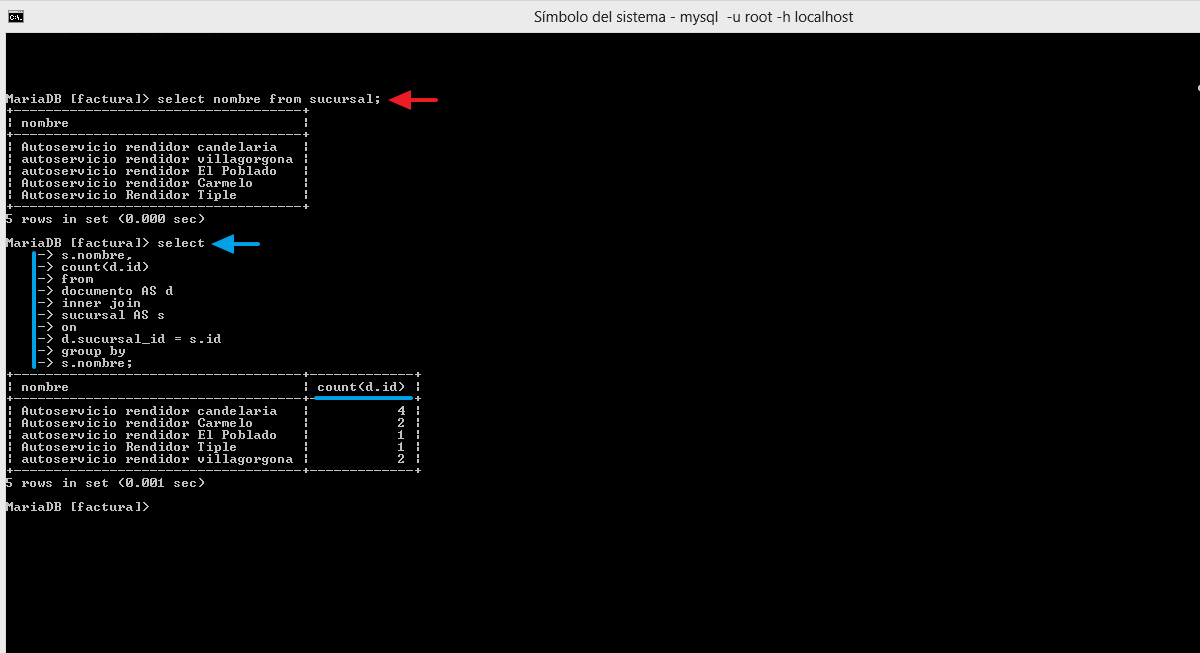 Símbolo del sistema - mysql  -u root -h localhost
MariaDB [factura]> select nombre from sucursal;
+-------------------------------------+
| nombre                              |
+-------------------------------------+
| Autoservicio rendidor candelaria    |
| autoservicio rendidor villagorgona  |
| autoservicio rendidor El Poblado    |
| Autoservicio rendidor Carmelo       |
| Autoservicio Rendidor Tiple         |
+-------------------------------------+
5 rows in set (0.000 sec)
MariaDB [factura]> select
    -> s.nombre,
    -> count(d.id)
    -> from
    -> documento AS d
    -> inner join
    -> sucursal AS s
    -> on
    -> d.sucursal_id = s.id
    -> group by
    -> s.nombre;
+-------------------------------------+-------------+
| nombre                              | count(d.id) |
+-------------------------------------+-------------+
| Autoservicio rendidor candelaria    |           4 |
| Autoservicio rendidor Carmelo       |           2 |
| autoservicio rendidor El Poblado    |           1 |
| Autoservicio Rendidor Tiple         |           1 |
| autoservicio rendidor villagorgona  |           2 |
+-------------------------------------+-------------+
5 rows in set (0.001 sec)
MariaDB [factura]>